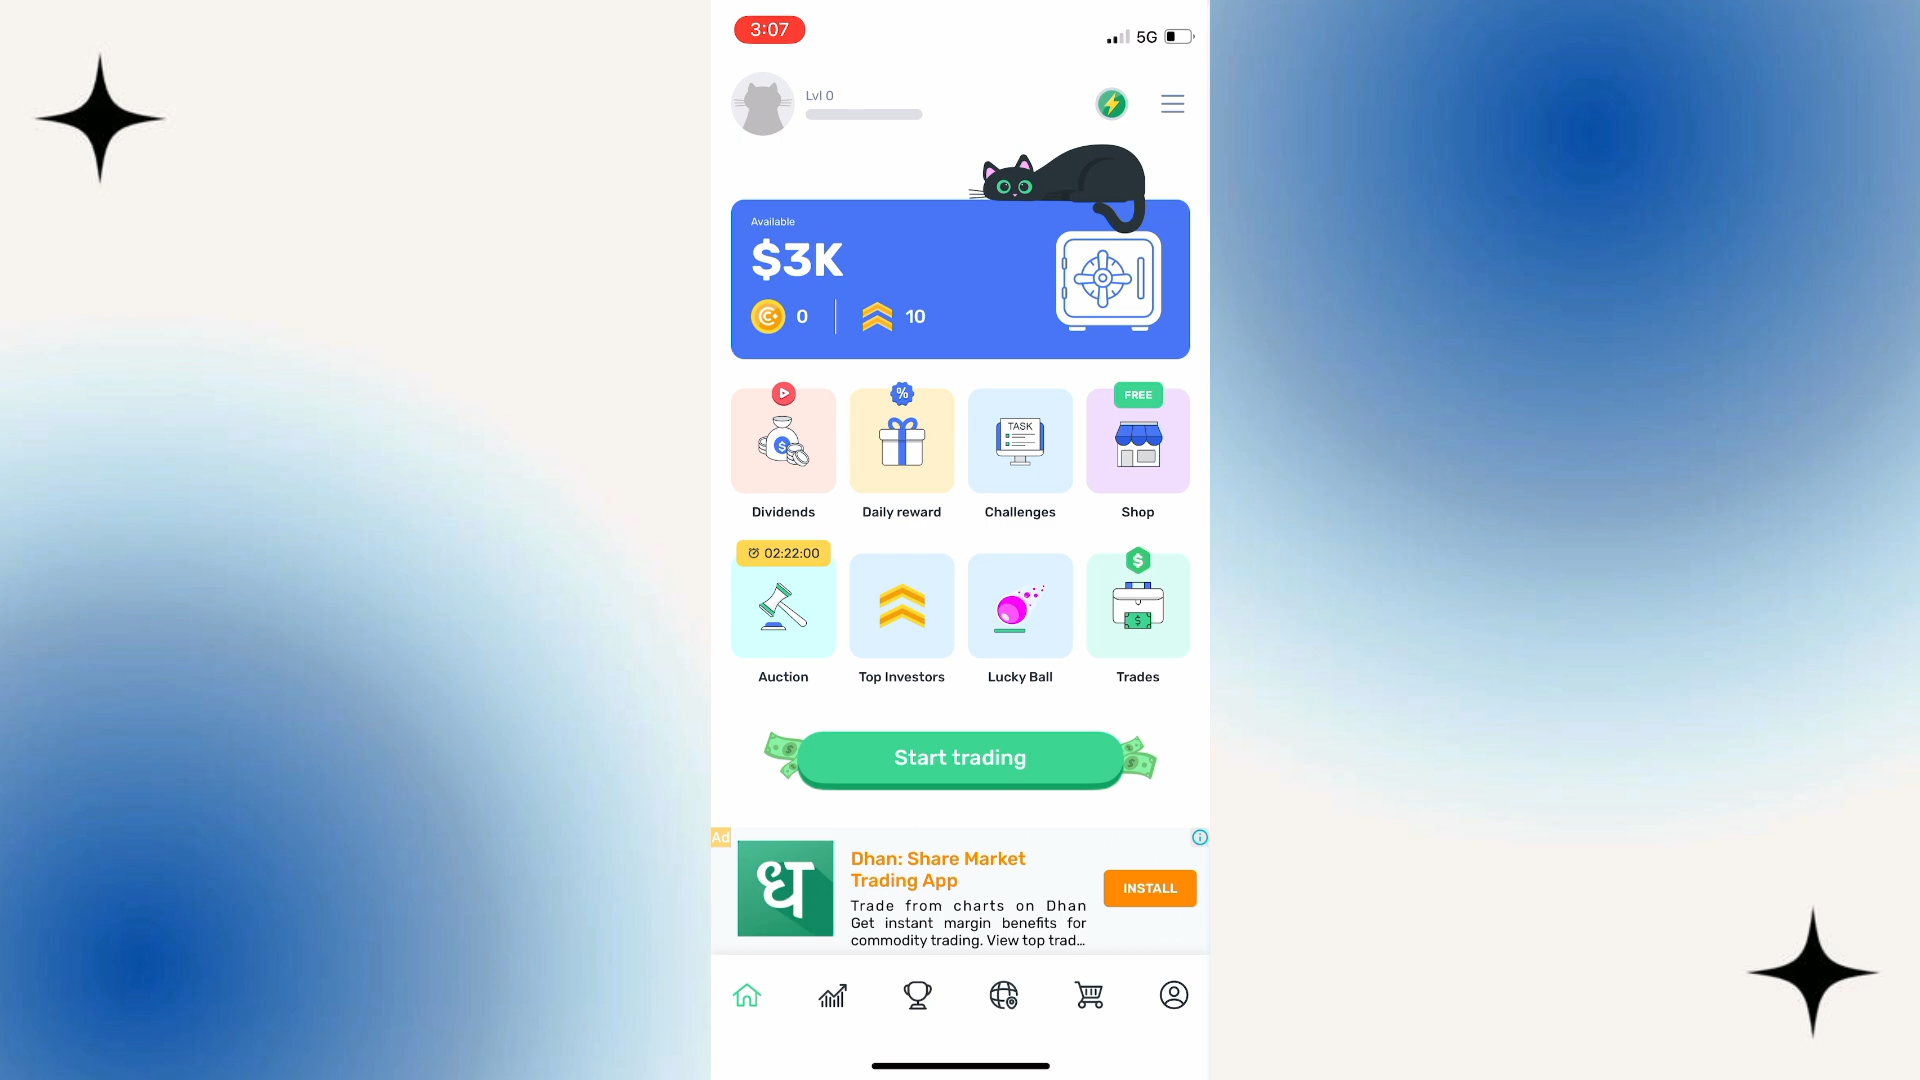 3:07
5G
Lvl 0
Available
$3K
0
10
%
FREE
TASK
$
Dividends
Daily reward
Challenges
Shop
02:22:00
$
$
Auction
Top Investors
Lucky Ball
Trades
Start trading
Ad
ध
Dhan: Share Market
Trading App
Trade from charts on Dhan
Get instant margin benefits for
commodity trading. View top trad...
INSTALL